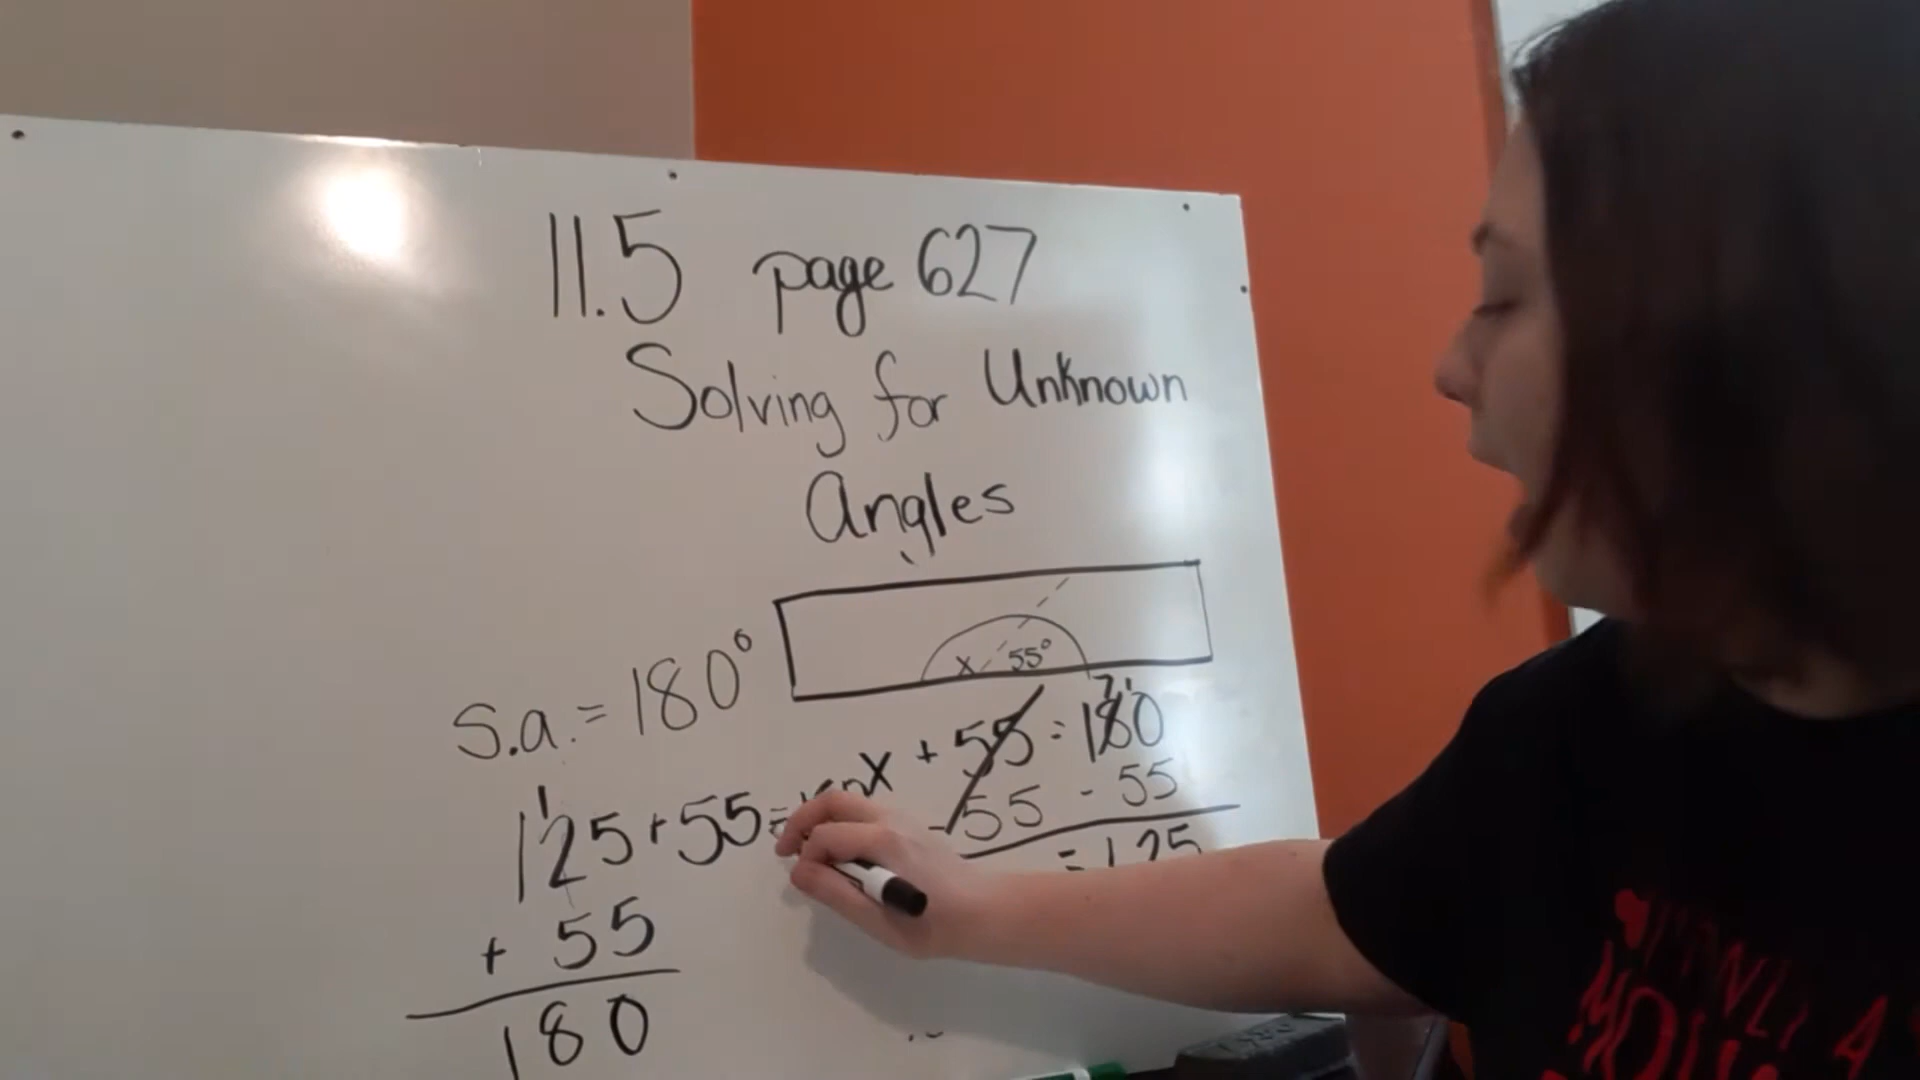 11.5 page 627
Solving for Unknown
Angles
s.a. = 180°
x 55°
x + 55 = 180
- 55 - 55
= 125
125 + 55 =
+ 55
180